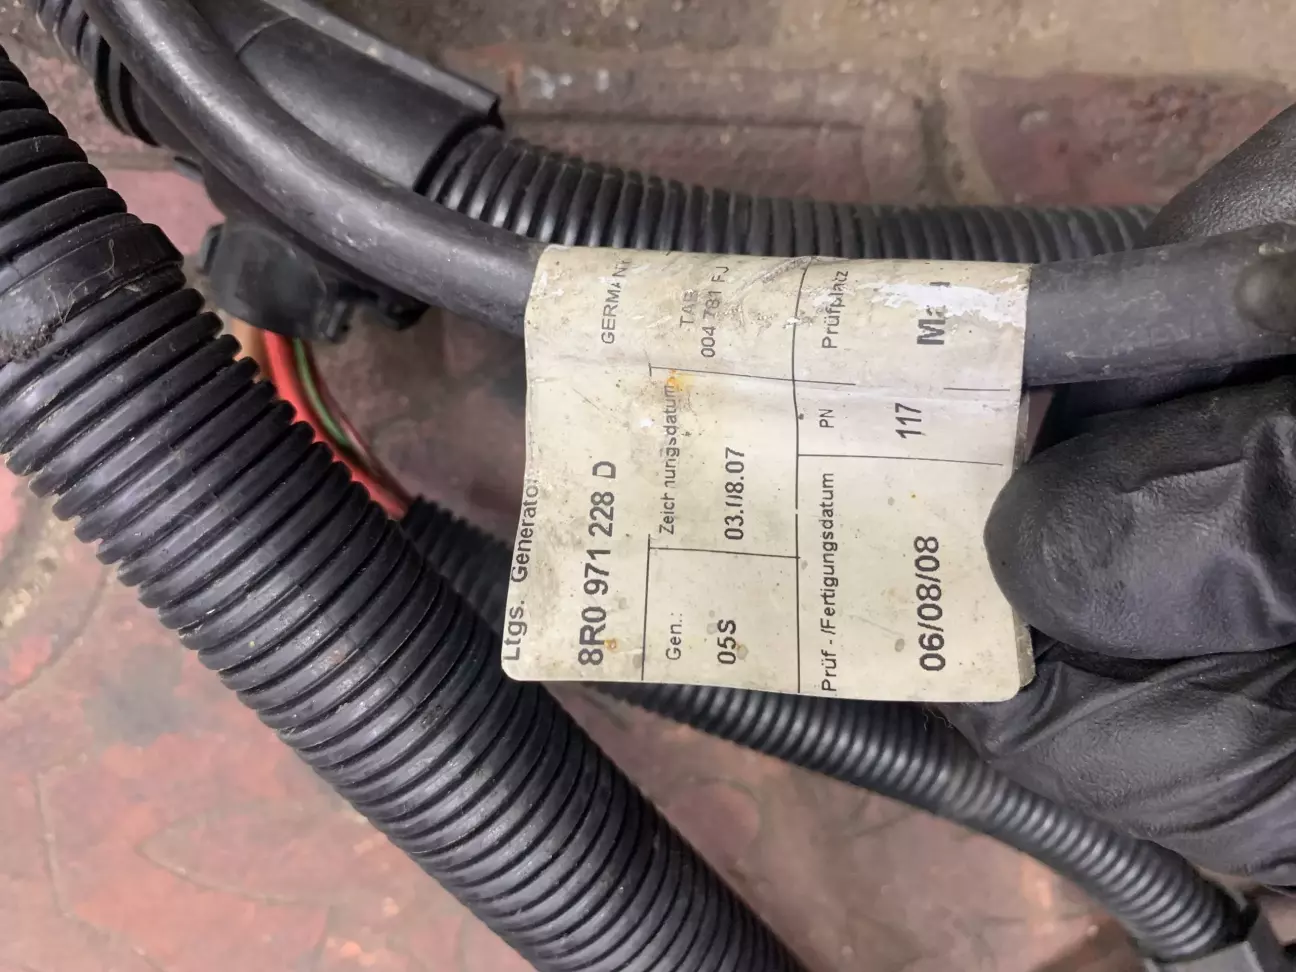 Ltgs. Generator
8R0 971 228 D
GERMANY
Gen.:
05S
Zeichnungsdatum
03.08.07
TAB
004 781 FJ
Prüf - /Fertigungsdatum
06/08/08
PN
117
Prüfplatz